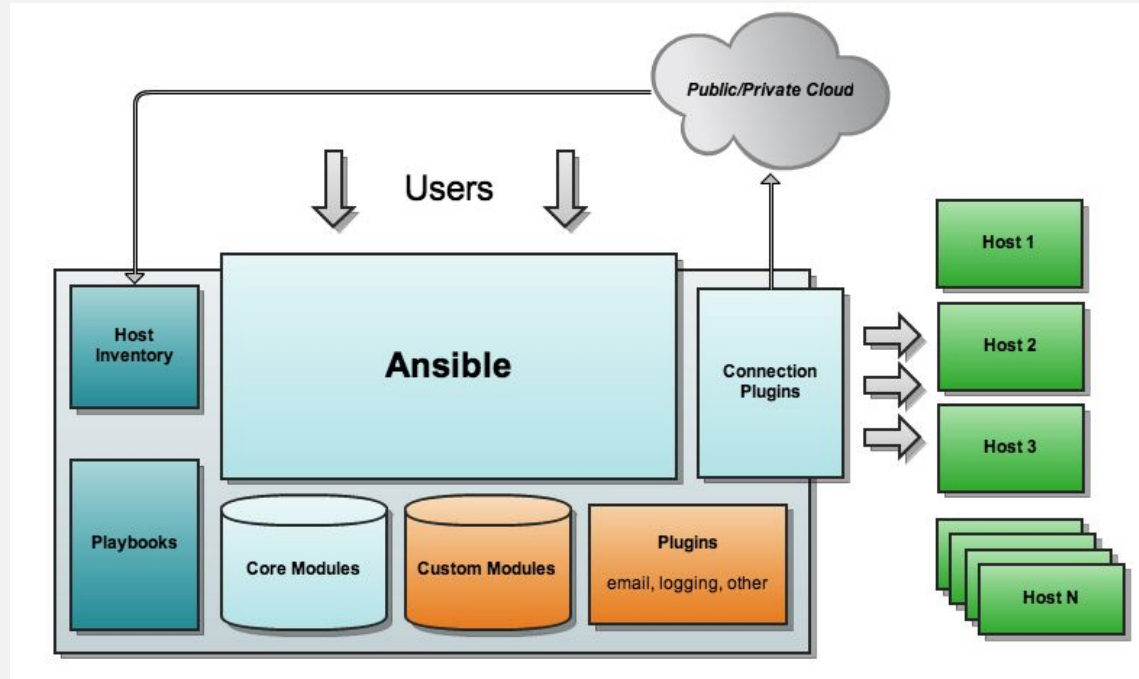 Public/Private Cloud
Users
Host 1
Host
Inventory
Ansible
Connection
Plugins
Host 2
Host 3
Playbooks
Core Modules
Custom Modules
Plugins
email, logging, other
Host N